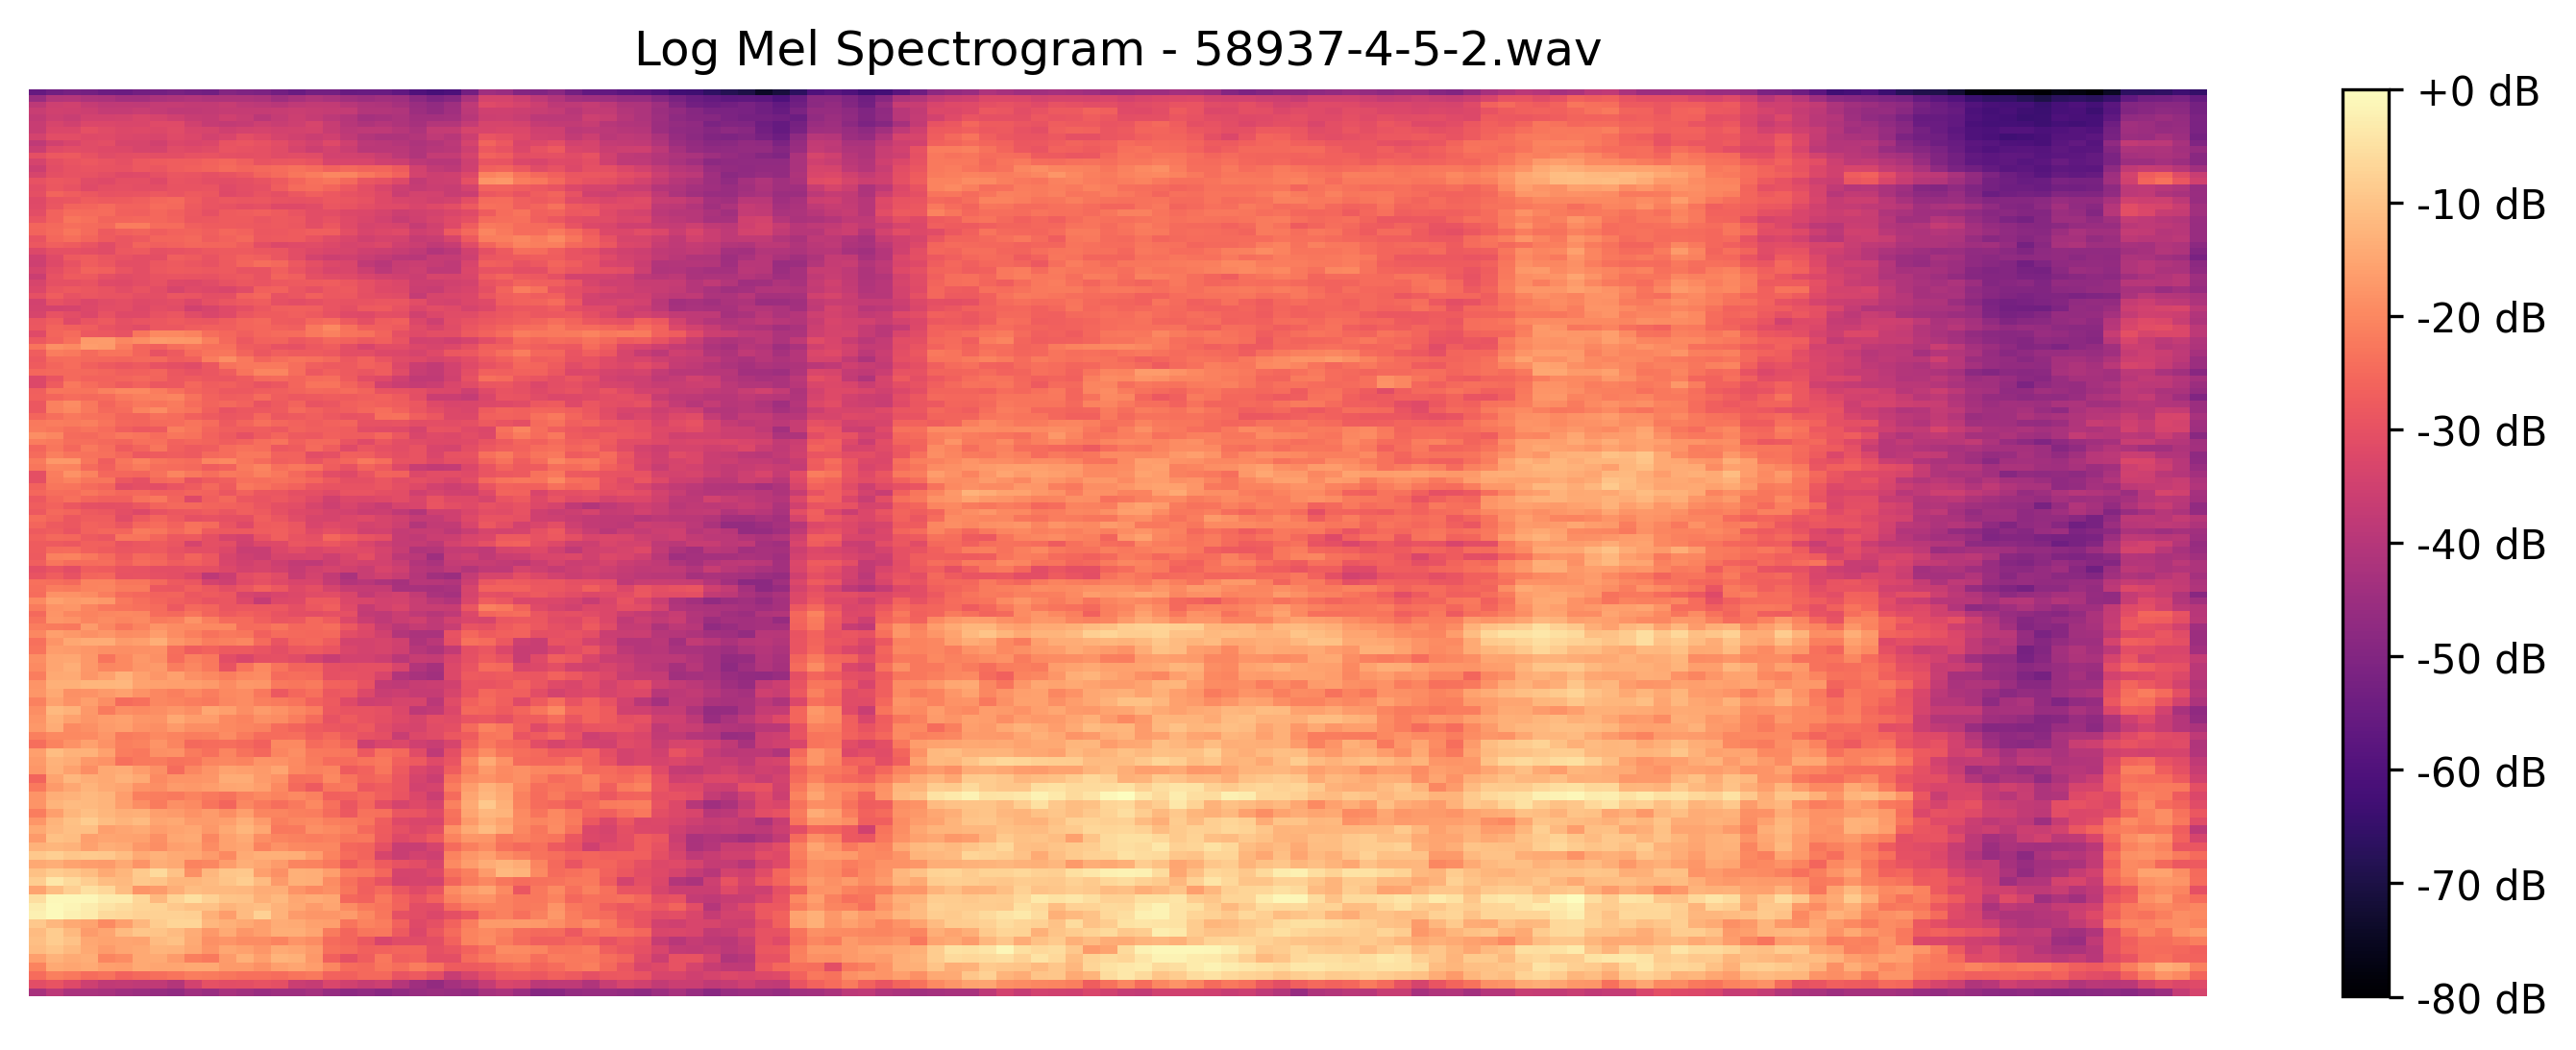 Log Mel Spectrogram - 58937-4-5-2.wav
+0 dB
-10 dB
-20 dB
-30 dB
-40 dB
-50 dB
-60 dB
-70 dB
-80 dB